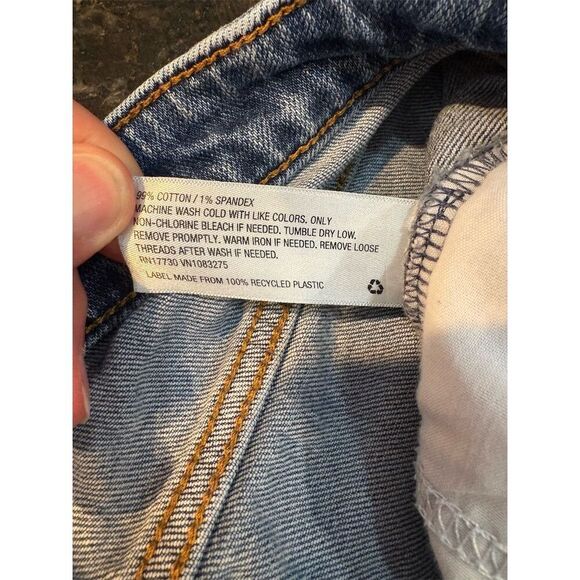 99% COTTON / 1% SPANDEX
MACHINE WASH COLD WITH LIKE COLORS. ONLY
NON-CHLORINE BLEACH IF NEEDED. TUMBLE DRY LOW.
REMOVE PROMPTLY. WARM IRON IF NEEDED. REMOVE LOOSE
THREADS AFTER WASH IF NEEDED.
RN17730 VN1083275
LABEL MADE FROM 100% RECYCLED PLASTIC